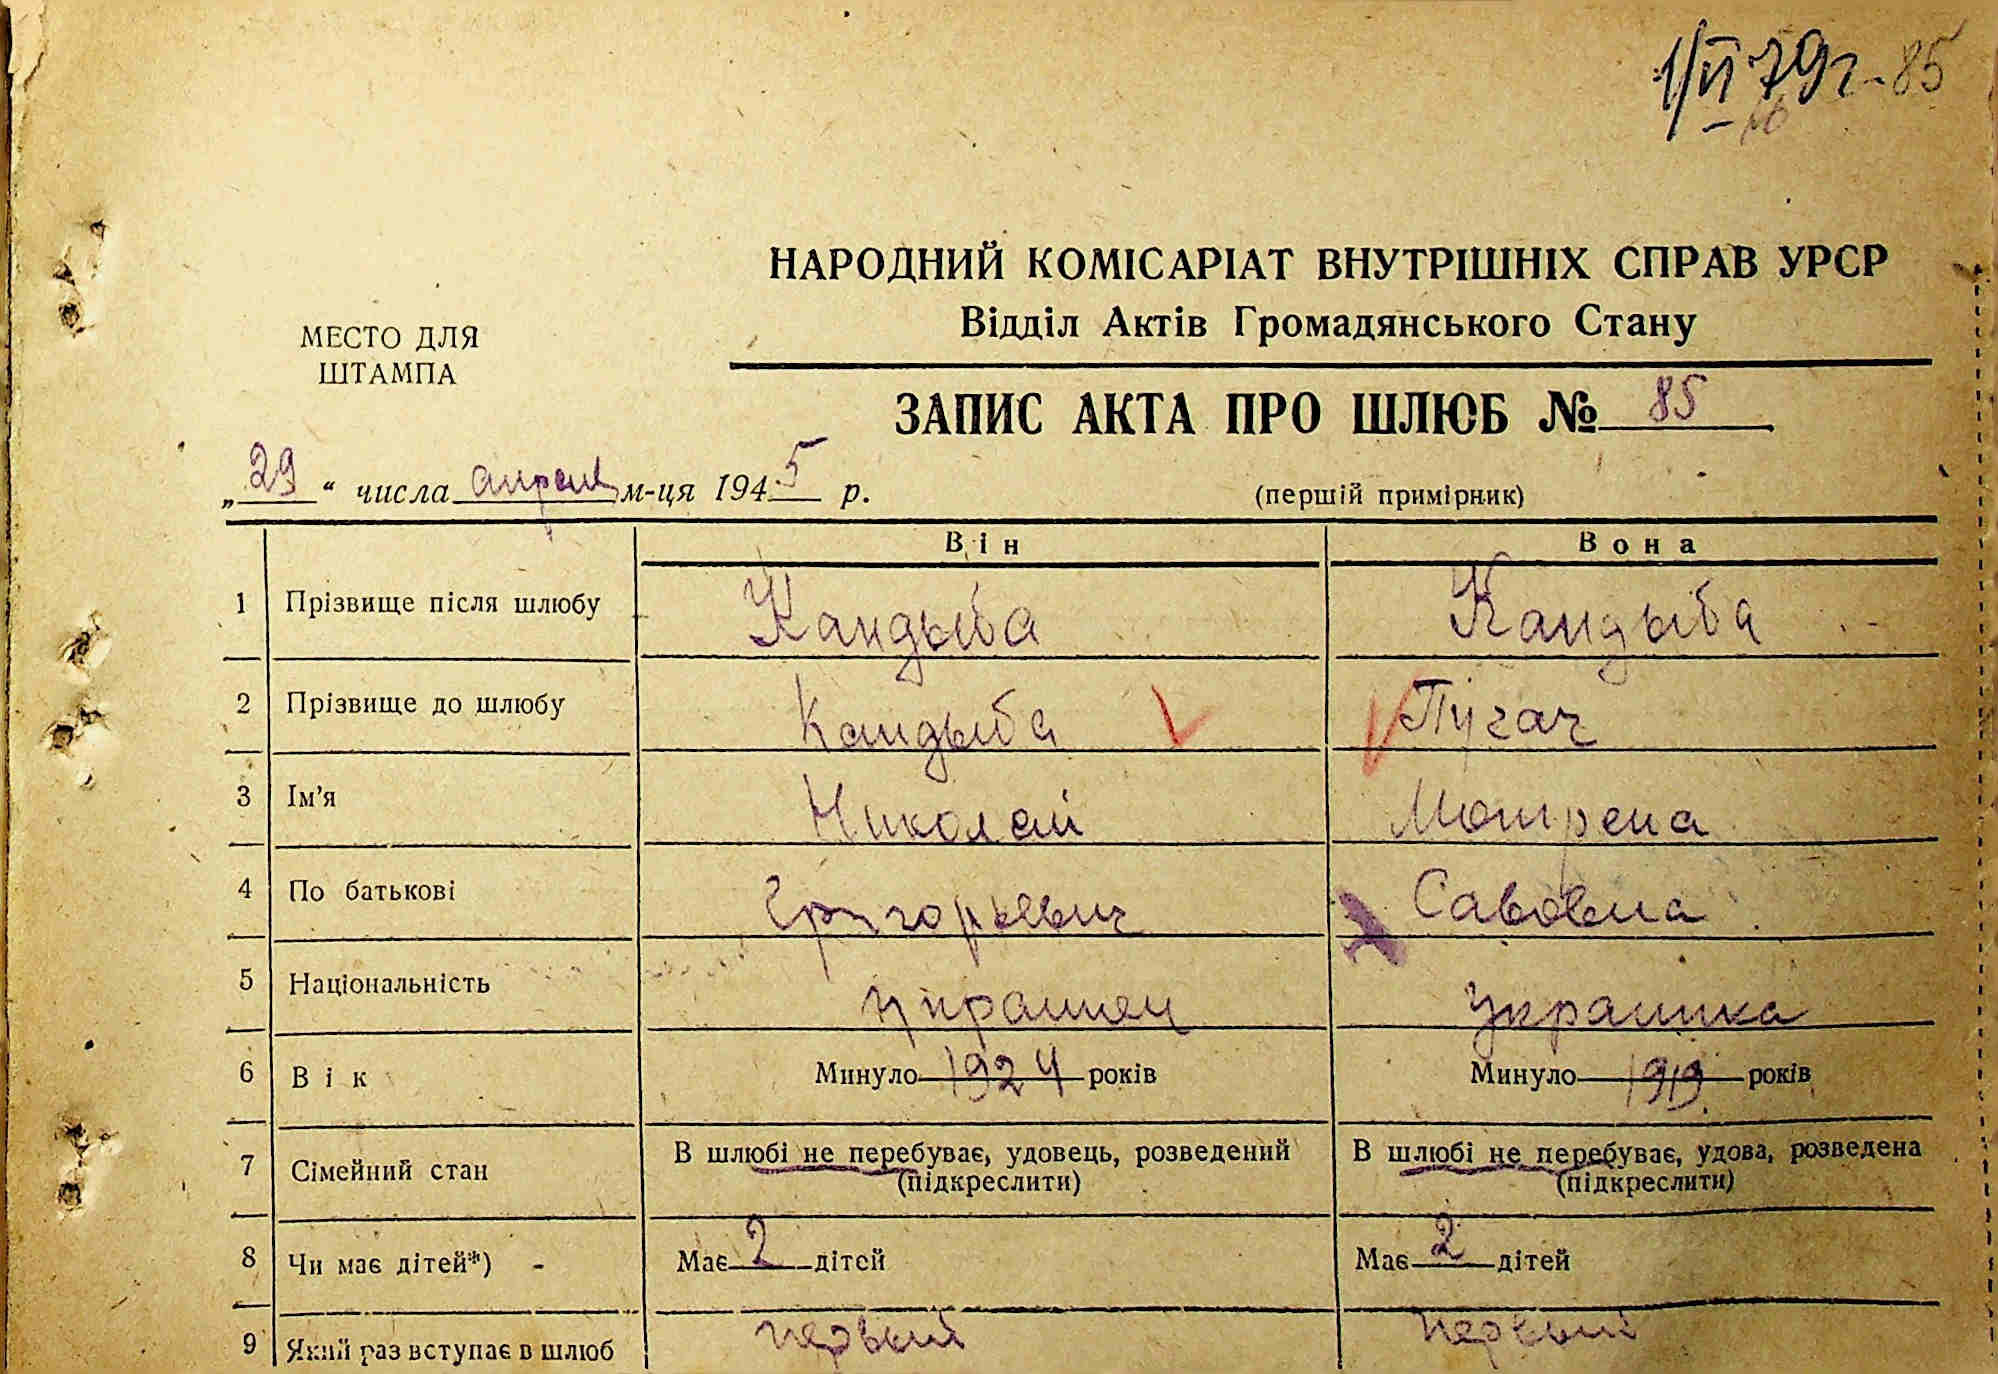 1/VI 79г. 85
НАРОДНИЙ КОМІСАРІАТ ВНУТРІШНІХ СПРАВ УРСР
Відділ Актів Громадянського Стану
МЕСТО ДЛЯ
ШТАМПА
ЗАПИС АКТА ПРО ШЛЮБ № 85
„29“ числа апреля м-ця 1945 р. (першій примірник)
Він Вона
1 Прізвище після шлюбу Кандыба Кандыба
2 Прізвище до шлюбу Кандыба Пугач
3 Ім'я Николай Мотрена
4 По батькові Григорьевич Савовна
5 Національність Украинец Украинка
6 Вік Минуло 1924 років Минуло 1919 років
7 Сімейний стан В шлюбі не перебуває, удовець, розведений (підкреслити) В шлюбі не перебуває, удова, розведена (підкреслити)
8 Чи має дітей*) - Має 2 дітей Має 2 дітей
9 Який раз вступає в шлюб первый первый